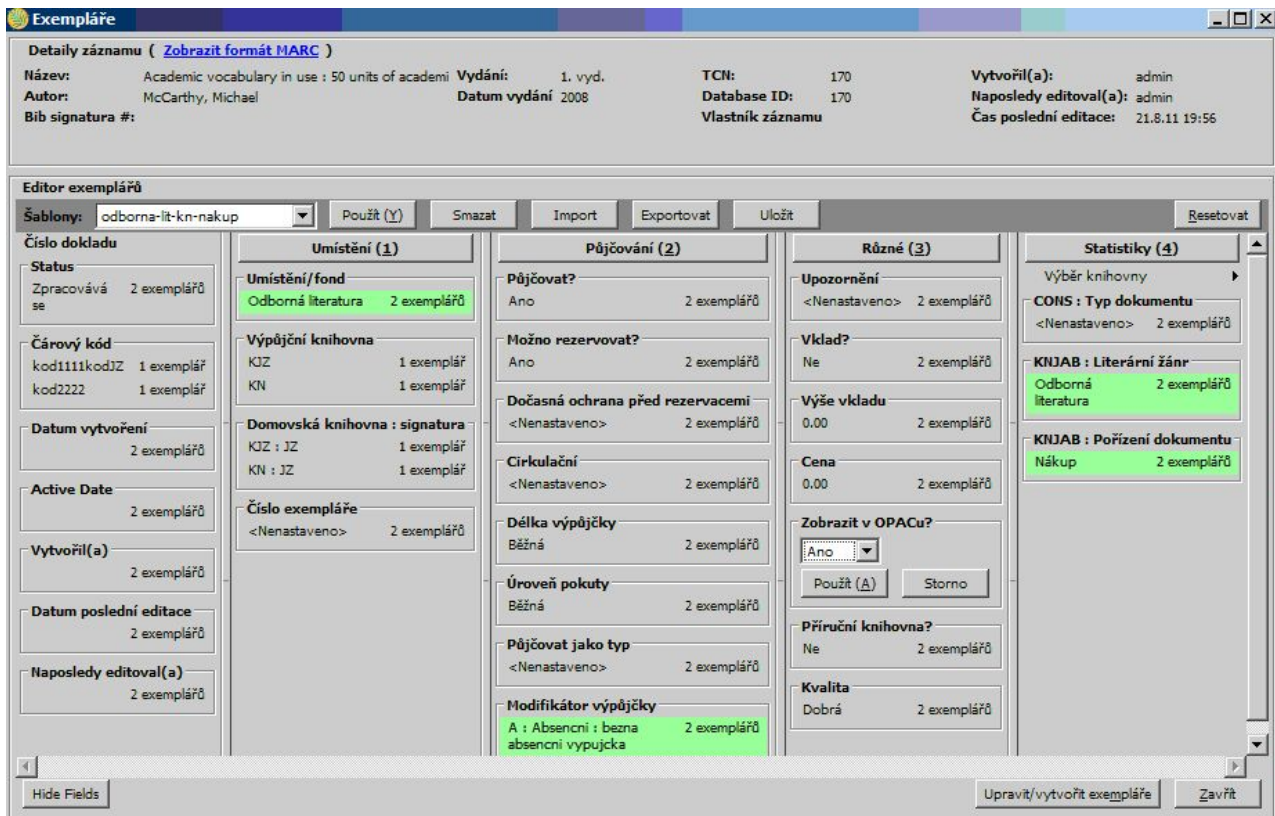 Exempláře
Detaily záznamu ( Zobrazit formát MARC )
Název: Academic vocabulary in use : 50 units of academi Vydání: 1. vyd. TCN: 170 Vytvořil(a): admin
Autor: McCarthy, Michael Datum vydání 2008 Database ID: 170 Naposledy editoval(a): admin
Bib signatura #: Vlastník záznamu Čas poslední editace: 21.8.11 19:56
Editor exemplářů
Šablony: odborna-lit-kn-nakup Použít (Y) Smazat Import Exportovat Uložit Resetovat
Číslo dokladu
Status
Zpracovává 2 exemplářů
se
Čárový kód
kod1111kodJZ 1 exemplář
kod2222 1 exemplář
Datum vytvoření
2 exemplářů
Active Date
2 exemplářů
Vytvořil(a)
2 exemplářů
Datum poslední editace
2 exemplářů
Naposledy editoval(a)
2 exemplářů
Umístění (1)
Umístění/fond
Odborná literatura 2 exemplářů
Výpůjční knihovna
KJZ 1 exemplář
KN 1 exemplář
Domovská knihovna : signatura
KJZ : JZ 1 exemplář
KN : JZ 1 exemplář
Číslo exempláře
<Nenastaveno> 2 exemplářů
Půjčování (2)
Půjčovat?
Ano 2 exemplářů
Možno rezervovat?
Ano 2 exemplářů
Dočasná ochrana před rezervacemi
<Nenastaveno> 2 exemplářů
Cirkulační
<Nenastaveno> 2 exemplářů
Délka výpůjčky
Běžná 2 exemplářů
Úroveň pokuty
Běžná 2 exemplářů
Půjčovat jako typ
<Nenastaveno> 2 exemplářů
Modifikátor výpůjčky
A : Absencni : bezna 2 exemplářů
absencni vypujcka
Různé (3)
Upozornění
<Nenastaveno> 2 exemplářů
Vklad?
Ne 2 exemplářů
Výše vkladu
0.00 2 exemplářů
Cena
0.00 2 exemplářů
Zobrazit v OPACu?
Ano
Použít (A) Storno
Příruční knihovna?
Ne 2 exemplářů
Kvalita
Dobrá 2 exemplářů
Statistiky (4)
Výběr knihovny
CONS : Typ dokumentu
<Nenastaveno> 2 exemplářů
KNJAB : Literární žánr
Odborná 2 exemplářů
literatura
KNJAB : Pořízení dokumentu
Nákup 2 exemplářů
Hide Fields Upravit/vytvořit exempláře Zavřít